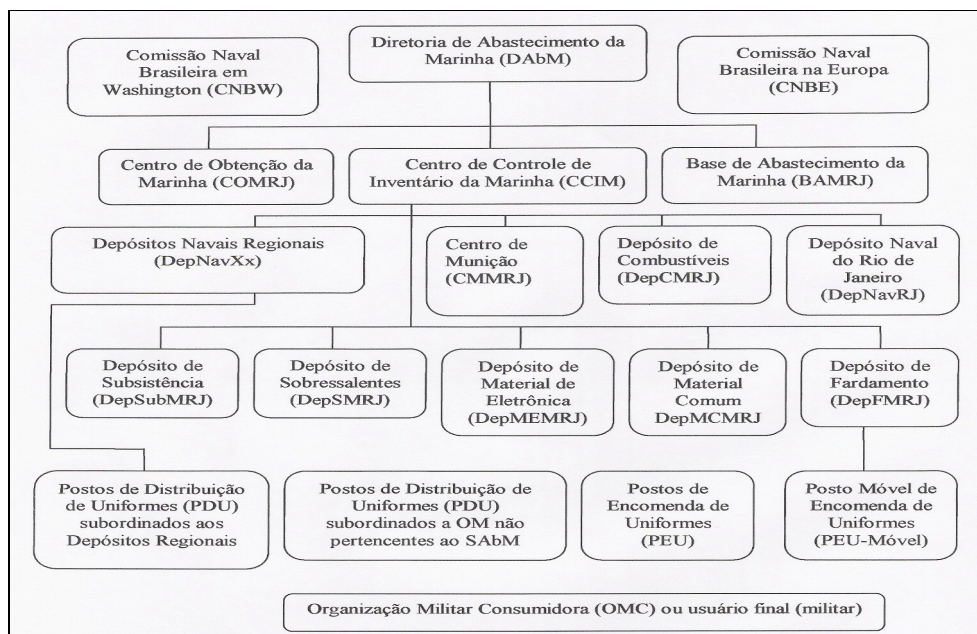 Comissão Naval
Brasileira em
Washington (CNBW)
Diretoria de Abastecimento da
Marinha (DAbM)
Comissão Naval
Brasileira na Europa
(CNBE)
Centro de Obtenção da
Marinha (COMRJ)
Centro de Controle de
Inventário da Marinha (CCIM)
Base de Abastecimento da
Marinha (BAMRJ)
Depósitos Navais Regionais
(DepNavXx)
Centro de
Munição
(CMMRJ)
Depósito de
Combustíveis
(DepCMRJ)
Depósito Naval
do Rio de
Janeiro
(DepNavRJ)
Depósito de
Subsistência
(DepSubMRJ)
Depósito de
Sobressalentes
(DepSMRJ)
Depósito de
Material de
Eletrônica
(DepMEMRJ)
Depósito de
Material
Comum
DepMCMRJ
Depósito de
Fardamento
(DepFMRJ)
Postos de Distribuição
de Uniformes (PDU)
subordinados aos
Depósitos Regionais
Postos de Distribuição de
Uniformes (PDU)
subordinados a OM não
pertencentes ao SAbM
Postos de
Encomenda de
Uniformes
(PEU)
Posto Móvel de
Encomenda de
Uniformes
(PEU-Móvel)
Organização Militar Consumidora (OMC) ou usuário final (militar)